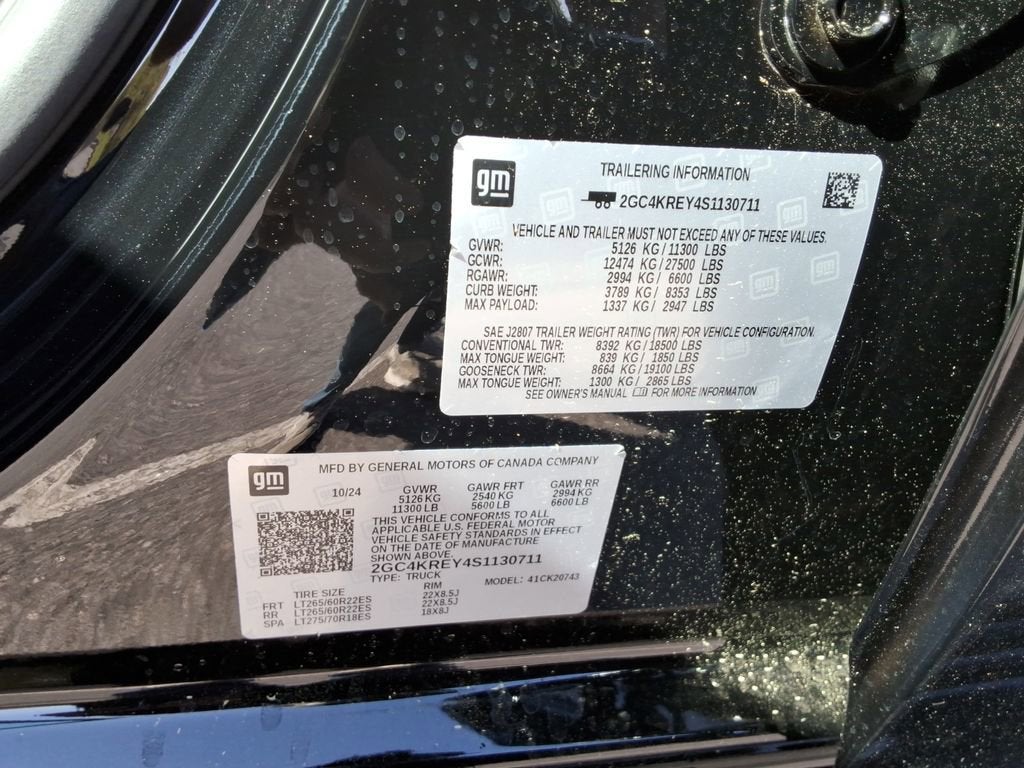 gm
TRAILERING INFORMATION
2GC4KREY4S1130711
VEHICLE AND TRAILER MUST NOT EXCEED ANY OF THESE VALUES.
GVWR: 5126 KG / 11300 LBS
GCWR: 12474 KG / 27500 LBS
RGAWR: 2994 KG / 6600 LBS
CURB WEIGHT: 3789 KG / 8353 LBS
MAX PAYLOAD: 1337 KG / 2947 LBS
SAE J2807 TRAILER WEIGHT RATING (TWR) FOR VEHICLE CONFIGURATION.
CONVENTIONAL TWR: 8392 KG / 18500 LBS
MAX TONGUE WEIGHT: 839 KG / 1850 LBS
GOOSENECK TWR: 8664 KG / 19100 LBS
MAX TONGUE WEIGHT: 1300 KG / 2865 LBS
SEE OWNER'S MANUAL FOR MORE INFORMATION
gm
MFD BY GENERAL MOTORS OF CANADA COMPANY
10/24 GVWR GAWR FRT GAWR RR
5126 KG 2540 KG 2994 KG
11300 LB 5600 LB 6600 LB
THIS VEHICLE CONFORMS TO ALL
APPLICABLE U.S. FEDERAL MOTOR
VEHICLE SAFETY STANDARDS IN EFFECT
ON THE DATE OF MANUFACTURE
SHOWN ABOVE.
2GC4KREY4S1130711
TYPE: TRUCK MODEL: 41CK20743
TIRE SIZE RIM
FRT LT265/60R22ES 22X8.5J
RR LT265/60R22ES 22X8.5J
SPA LT275/70R18ES 18X8J